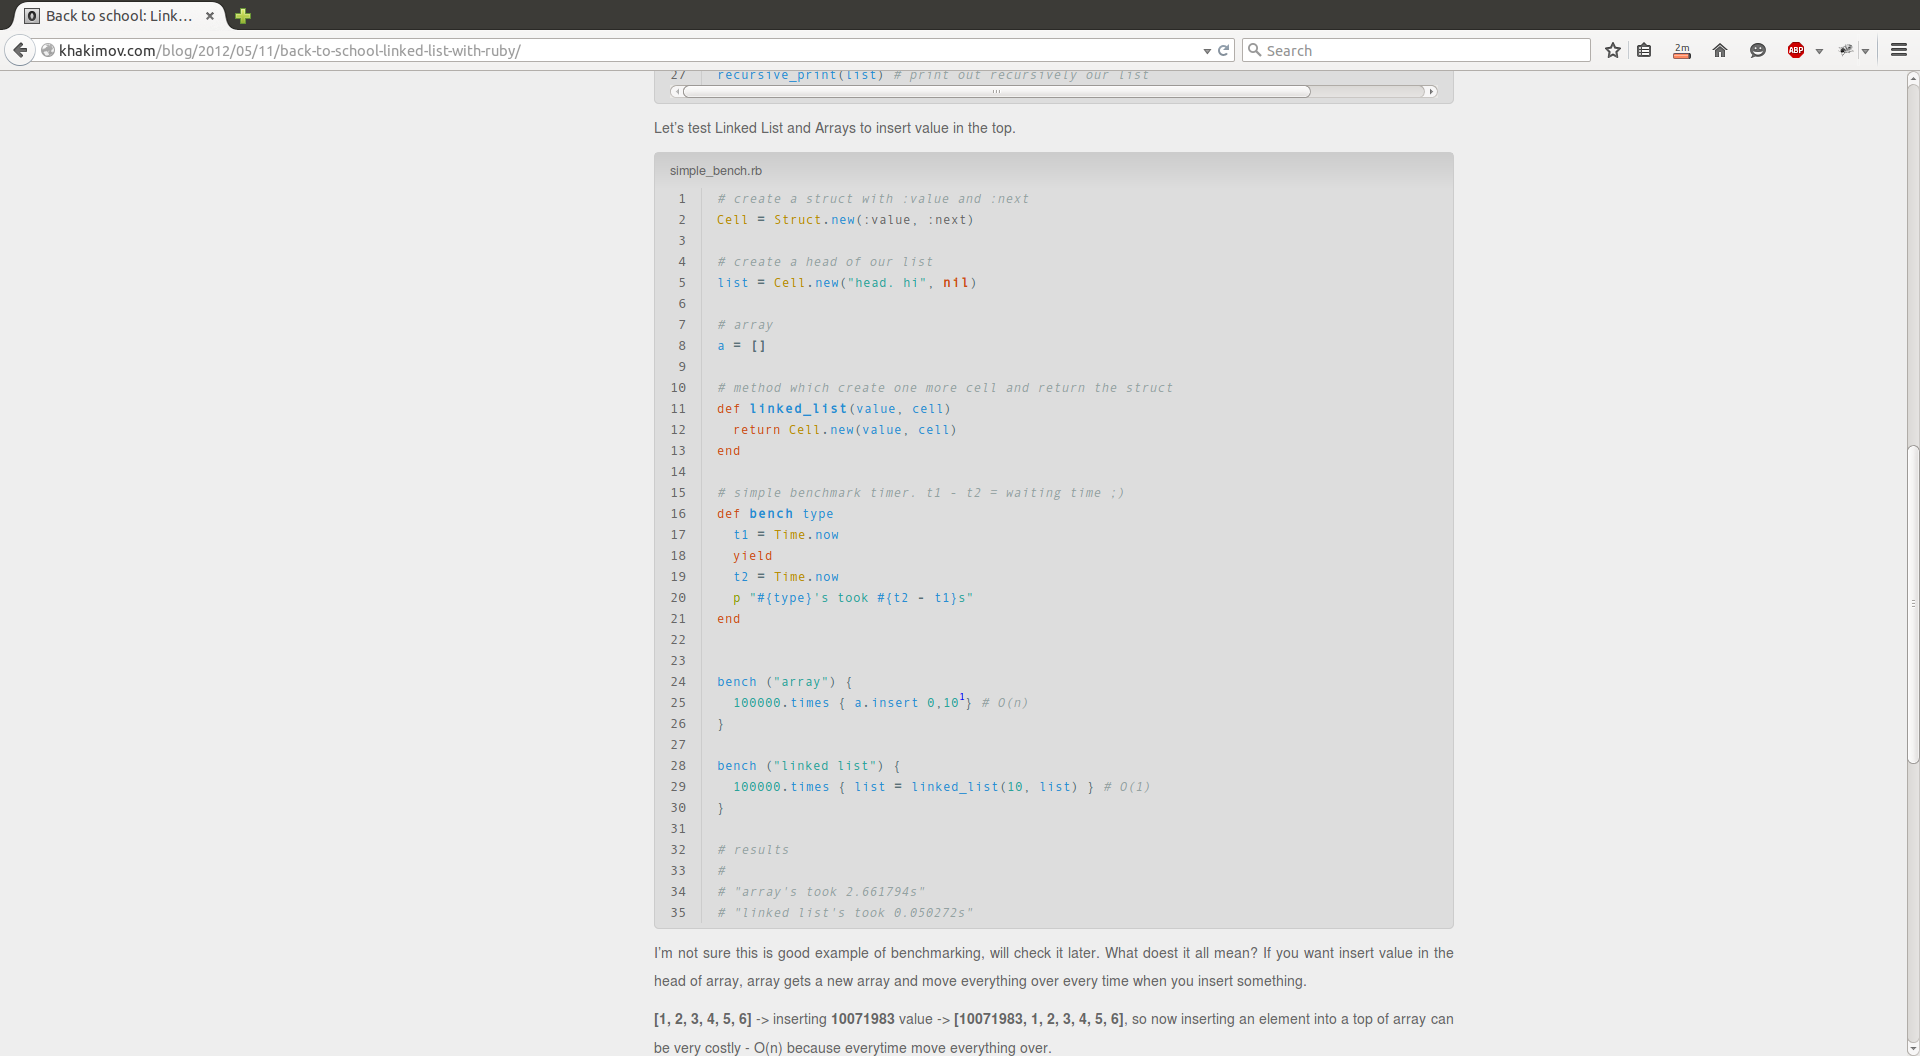 Back to school: Link...
khakimov.com/blog/2012/05/11/back-to-school-linked-list-with-ruby/
Search
2m
ABP
27 recursive_print(list) # print out recursively our list
Let's test Linked List and Arrays to insert value in the top.
simple_bench.rb
1 # create a struct with :value and :next
2 Cell = Struct.new(:value, :next)
3
4 # create a head of our list
5 list = Cell.new("head. hi", nil)
6
7 # array
8 a = []
9
10 # method which create one more cell and return the struct
11 def linked_list(value, cell)
12 return Cell.new(value, cell)
13 end
14
15 # simple benchmark timer. t1 - t2 = waiting time ;)
16 def bench type
17 t1 = Time.now
18 yield
19 t2 = Time.now
20 p "#{type}'s took #{t2 - t1}s"
21 end
22
23
24 bench ("array") {
25 100000.times { a.insert 0,10¹} # O(n)
26 }
27
28 bench ("linked list") {
29 100000.times { list = linked_list(10, list) } # O(1)
30 }
31
32 # results
33 #
34 # "array's took 2.661794s"
35 # "linked list's took 0.050272s"
I'm not sure this is good example of benchmarking, will check it later. What doest it all mean? If you want insert value in the
head of array, array gets a new array and move everything over every time when you insert something.
[1, 2, 3, 4, 5, 6] -> inserting 10071983 value -> [10071983, 1, 2, 3, 4, 5, 6], so now inserting an element into a top of array can
be very costly - O(n) because everytime move everything over.